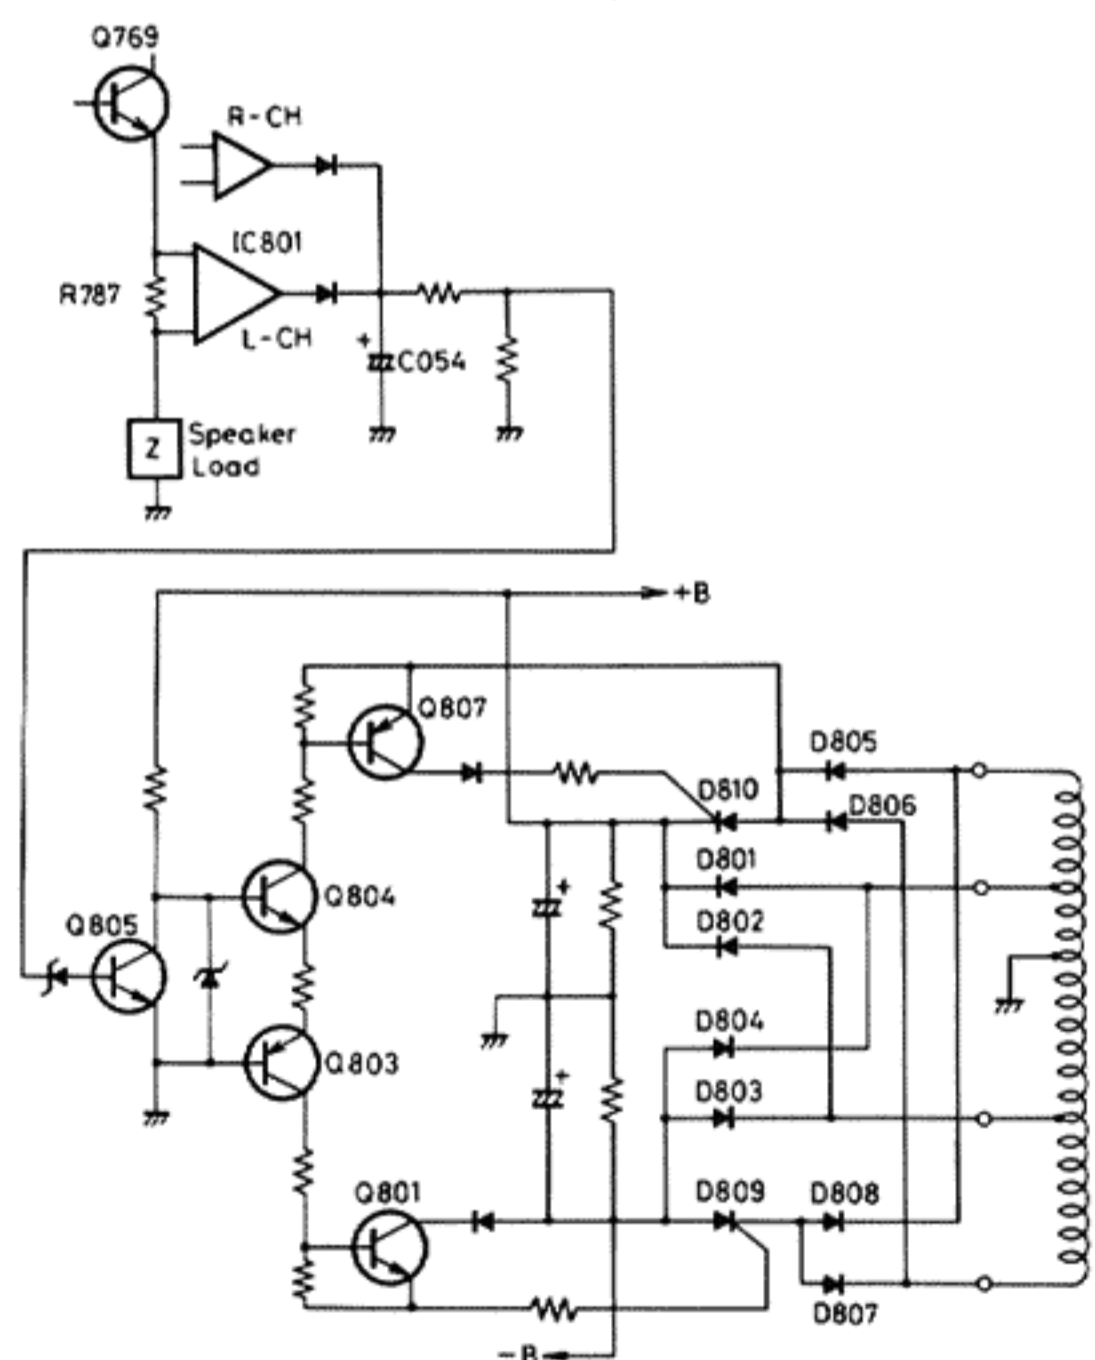 Q769
R-CH
IC801
R787
L-CH
+
C054
Z
Speaker
Load
+B
Q807
D805
D810
D806
D801
+
Q804
Q805
D802
D804
Q803
+
D803
Q801
D809
D808
D807
-B